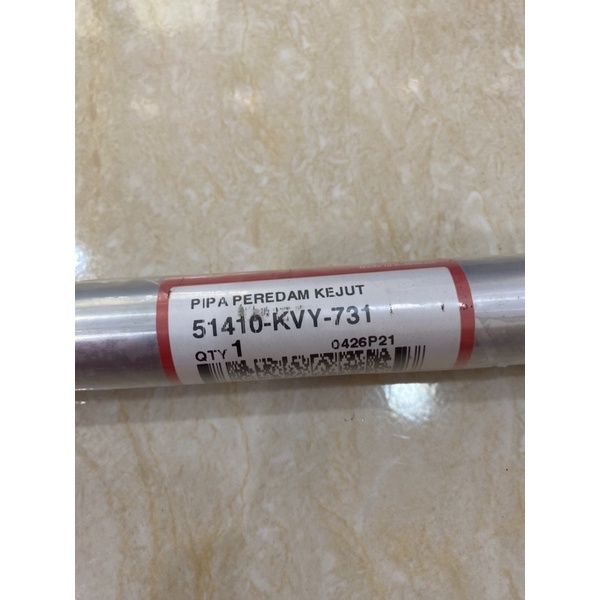 PIPA PEREDAM KEJUT
51410-KVY-731
QTY 1 0426P21